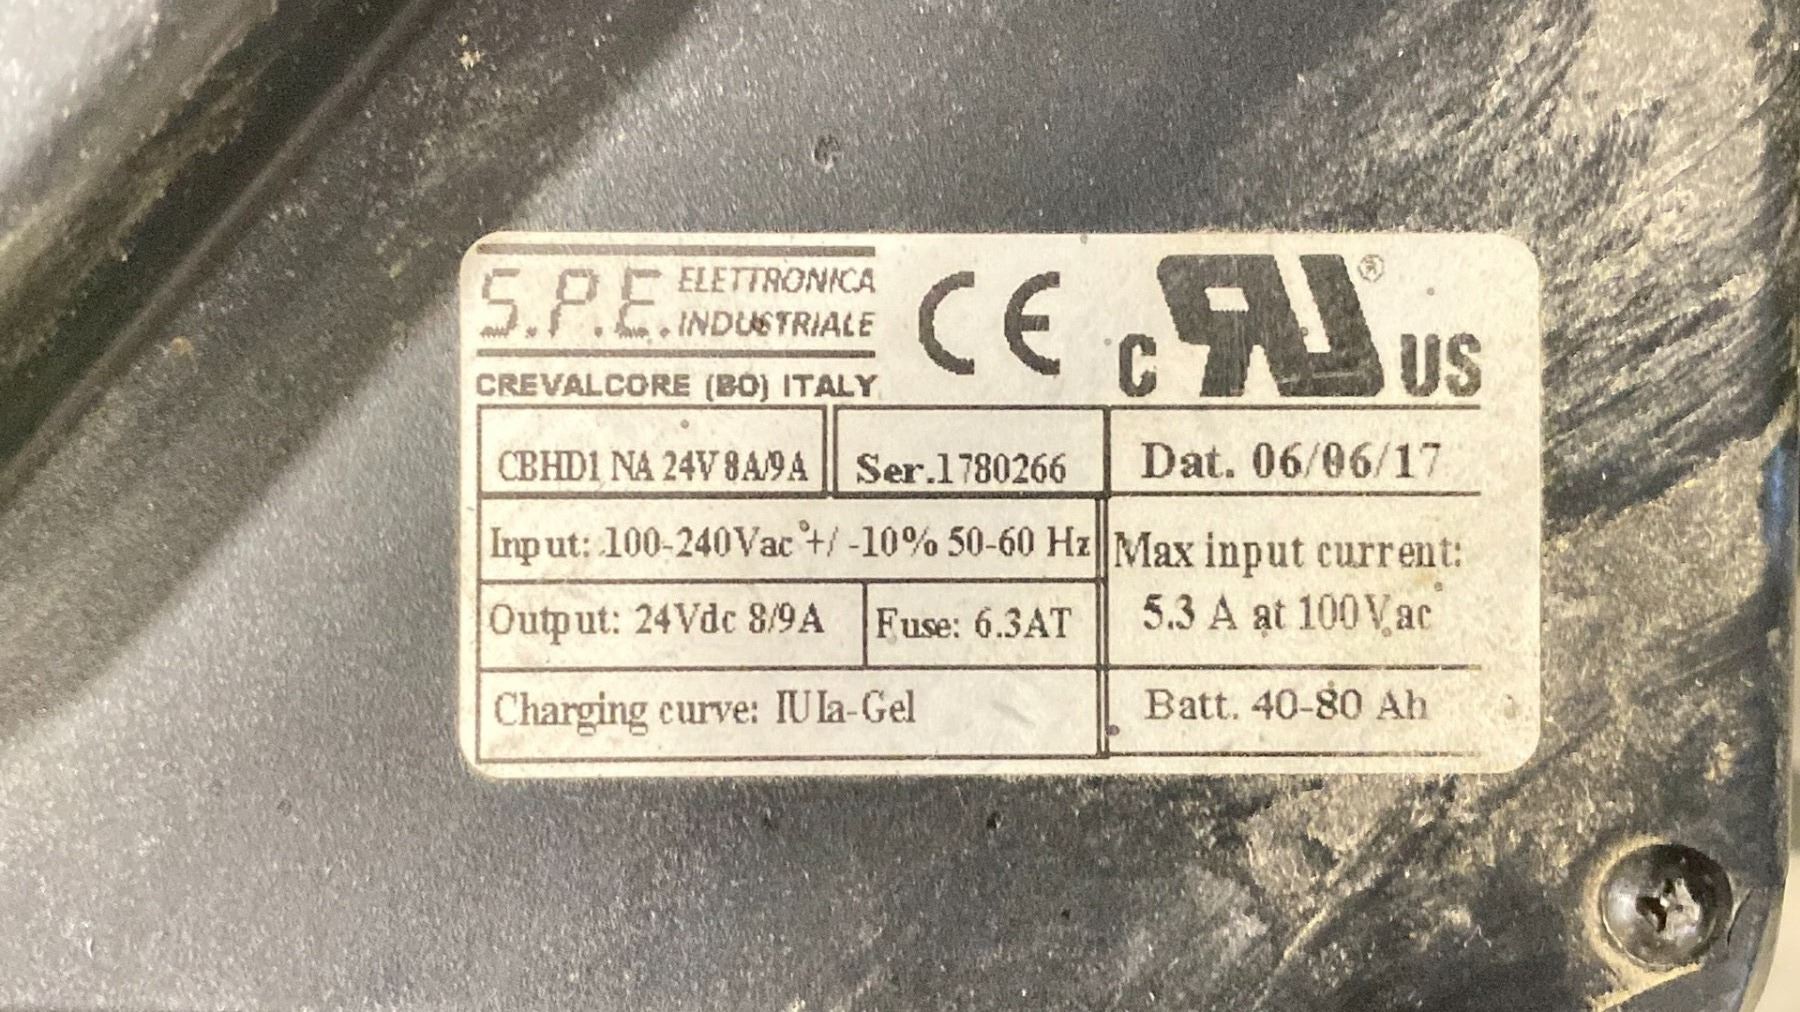 S.P.E. ELETTRONICA
INDUSTRIALE
CREVALCORE (BO) ITALY
CE
C RU® US
CBHD1 NA 24V 8A/9A
Ser.1780266
Dat. 06/06/17
Input: 100-240Vac +/-10% 50-60 Hz
Max input current:
5.3 A at 100Vac
Output: 24Vdc 8/9A
Fuse: 6.3AT
Charging curve: IUIa-Gel
Batt. 40-80 Ah